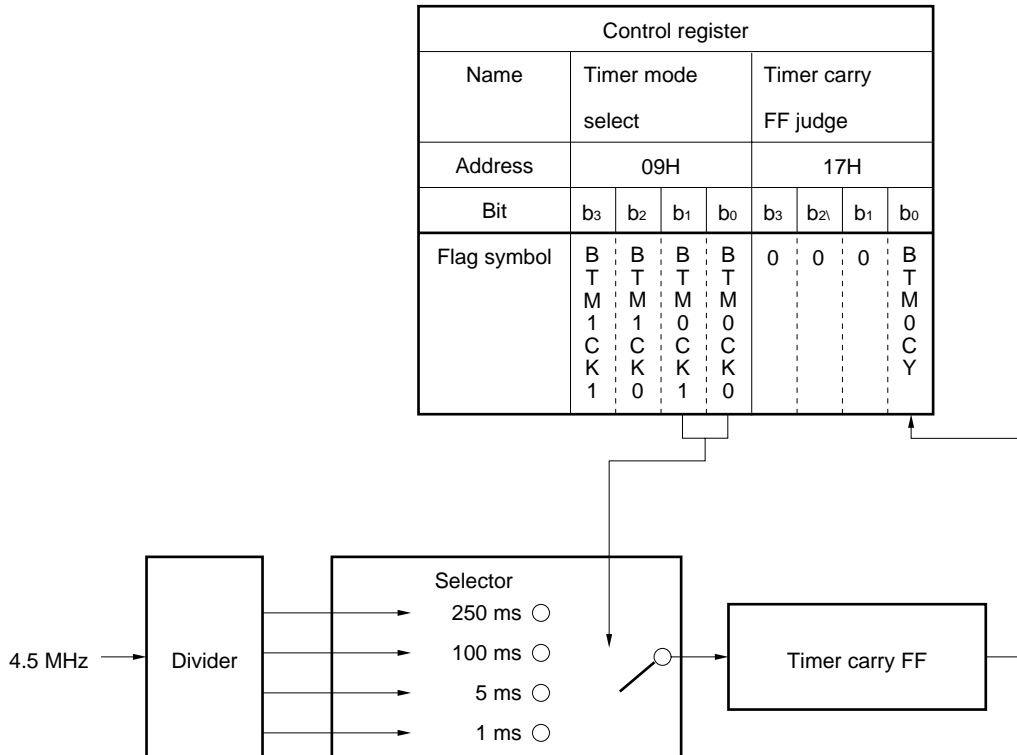 Control register
Name Timer mode select Timer carry FF judge
Address 09H 17H
Bit b3 b2 b1 b0 b3 b2\ b1 b0
Flag symbol BTM1CK1 BTM1CK0 BTM0CK1 BTM0CK0 0 0 0 BTM0CY
Selector
250 ms
100 ms
5 ms
1 ms
4.5 MHz
Divider
Timer carry FF